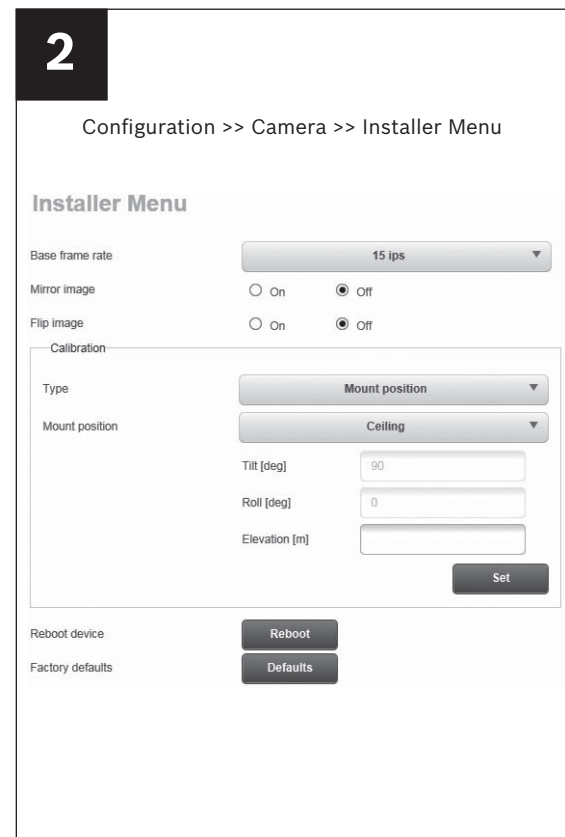 2
Configuration >> Camera >> Installer Menu
Installer Menu
Base frame rate 15 ips
Mirror image On Off
Flip image On Off
Calibration
Type Mount position
Mount position Ceiling
Tilt [deg] 90
Roll [deg] 0
Elevation [m]
Set
Reboot device Reboot
Factory defaults Defaults